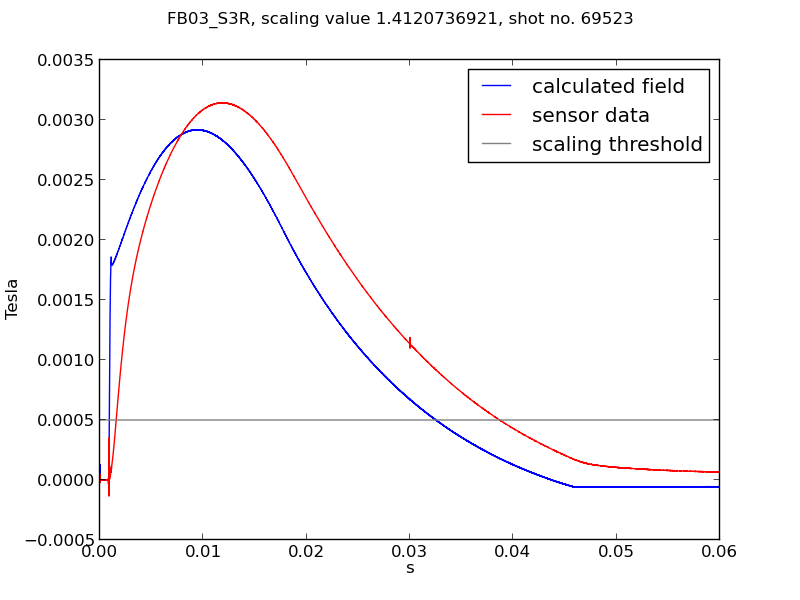 FB03_S3R, scaling value 1.4120736921, shot no. 69523
calculated field
sensor data
scaling threshold
Tesla
0.0035
0.0030
0.0025
0.0020
0.0015
0.0010
0.0005
0.0000
−0.0005
0.00 0.01 0.02 0.03 0.04 0.05 0.06
s